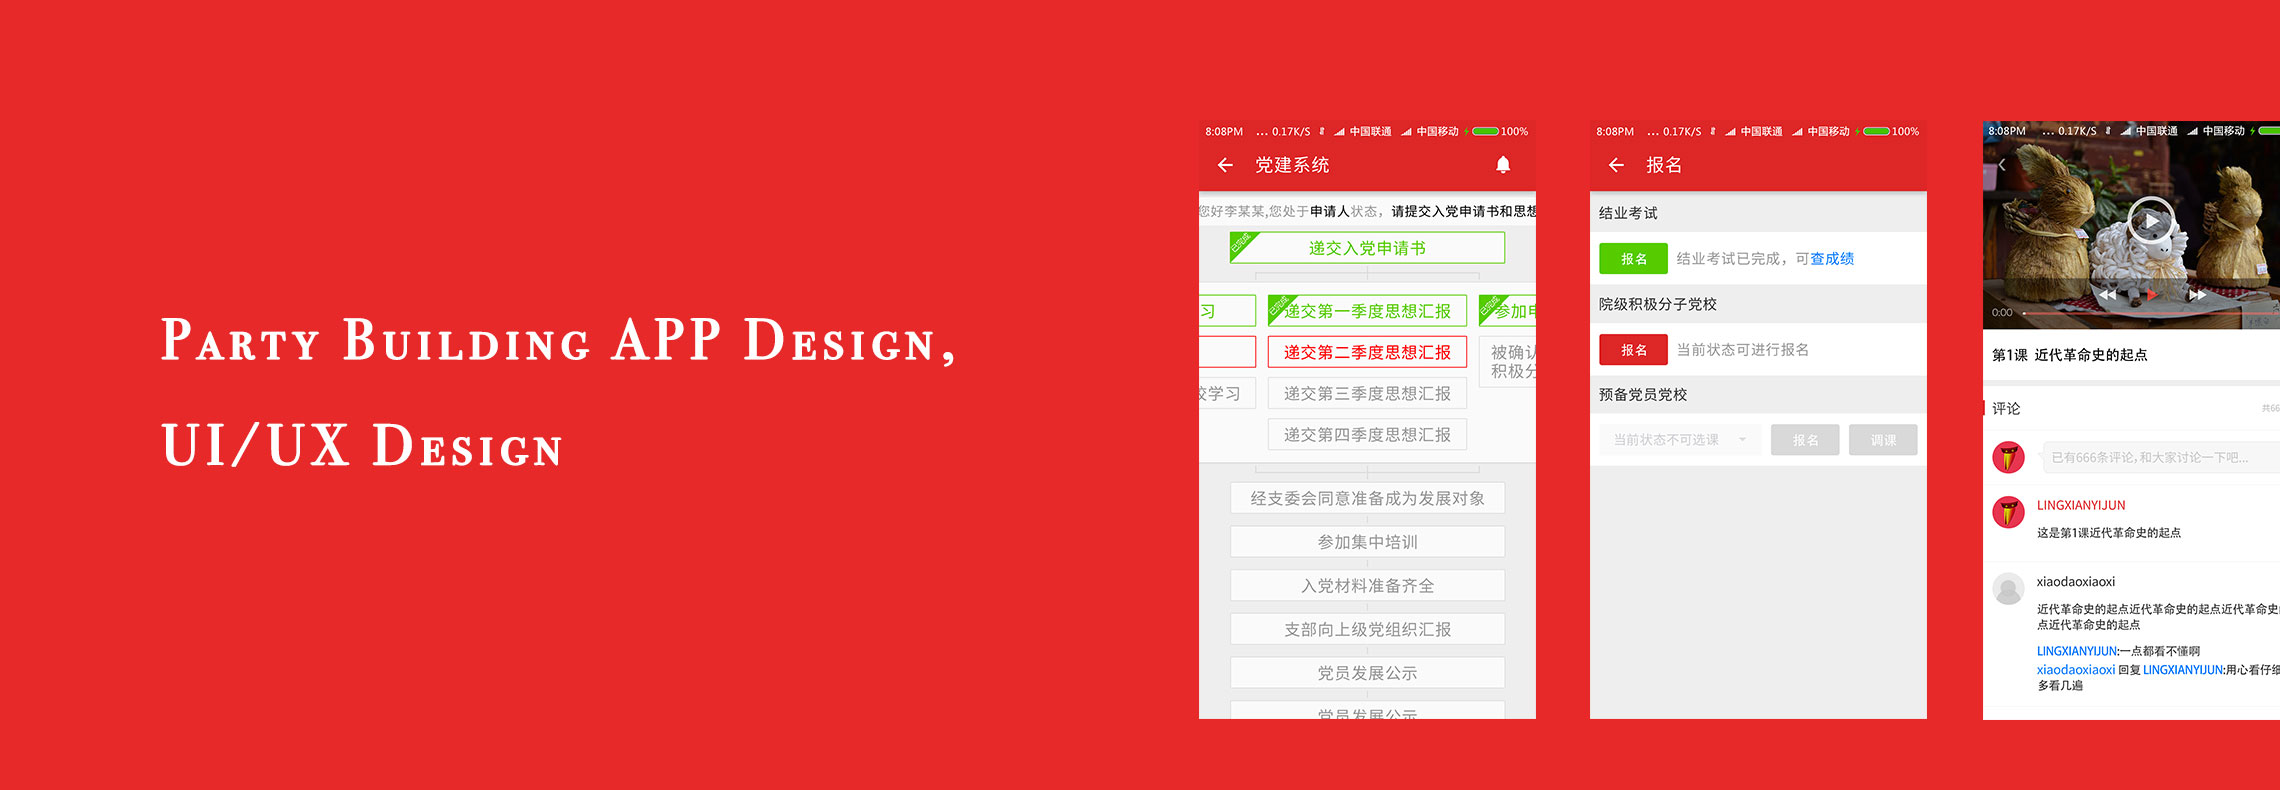 Party Building APP Design,
UI/UX Design
8:08PM ... 0.17K/S 中国联通 中国移动 100%
党建系统
您好李某某,您处于申请人状态，请提交入党申请书和思想
已完成 递交入党申请书
习
已完成 递交第一季度思想汇报
已完成 参加
递交第二季度思想汇报
被确认
积极分
校学习
递交第三季度思想汇报
递交第四季度思想汇报
经支委会同意准备成为发展对象
参加集中培训
入党材料准备齐全
支部向上级党组织汇报
党员发展公示
党员发展公示
8:08PM ... 0.17K/S 中国联通 中国移动 100%
报名
结业考试
报名 结业考试已完成，可查成绩
院级积极分子党校
报名 当前状态可进行报名
预备党员党校
当前状态不可选课 报名 调课
8:08PM ... 0.17K/S 中国联通 中国移动
0:00
第1课 近代革命史的起点
评论 共66
已有666条评论,和大家讨论一下吧...
LINGXIANYIJUN
这是第1课近代革命史的起点
xiaodaoxiaoxi
近代革命史的起点近代革命史的起点近代革命史
点近代革命史的起点
LINGXIANYIJUN:一点都看不懂啊
xiaodaoxiaoxi 回复 LINGXIANYIJUN:用心看仔细
多看几遍